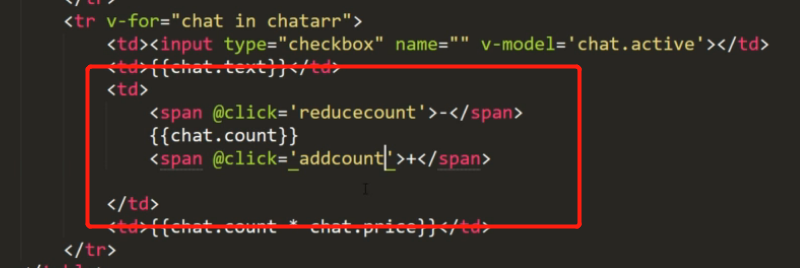 </tr>
<tr v-for="chat in chatarr">
<td><input type="checkbox" name="" v-model='chat.active'></td>
<td>{{chat.text}}</td>
<td>
<span @click='reducecount'>-</span>
{{chat.count}}
<span @click='addcount'>+</span>
</td>
<td>{{chat.count * chat.price}}</td>
</tr>
</table>